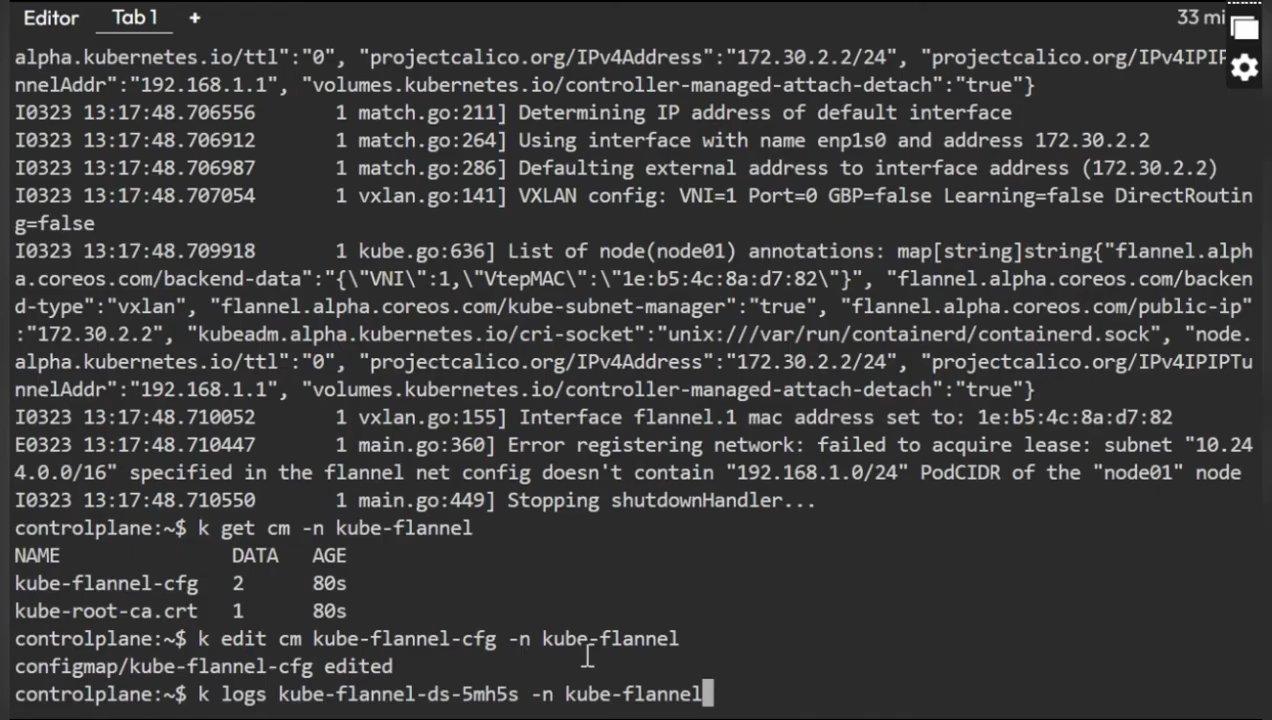 Editor Tab 1 + 33 mi
alpha.kubernetes.io/ttl":"0", "projectcalico.org/IPv4Address":"172.30.2.2/24", "projectcalico.org/IPv4IPIP
nnelAddr":"192.168.1.1", "volumes.kubernetes.io/controller-managed-attach-detach":"true"}
I0323 13:17:48.706556       1 match.go:211] Determining IP address of default interface
I0323 13:17:48.706912       1 match.go:264] Using interface with name enp1s0 and address 172.30.2.2
I0323 13:17:48.706987       1 match.go:286] Defaulting external address to interface address (172.30.2.2)
I0323 13:17:48.707054       1 vxlan.go:141] VXLAN config: VNI=1 Port=0 GBP=false Learning=false DirectRoutin
g=false
I0323 13:17:48.709918       1 kube.go:636] List of node(node01) annotations: map[string]string{"flannel.alph
a.coreos.com/backend-data":"{\"VNI\":1,\"VtepMAC\":\"1e:b5:4c:8a:d7:82\"}", "flannel.alpha.coreos.com/backen
d-type":"vxlan", "flannel.alpha.coreos.com/kube-subnet-manager":"true", "flannel.alpha.coreos.com/public-ip"
:"172.30.2.2", "kubeadm.alpha.kubernetes.io/cri-socket":"unix:///var/run/containerd/containerd.sock", "node.
alpha.kubernetes.io/ttl":"0", "projectcalico.org/IPv4Address":"172.30.2.2/24", "projectcalico.org/IPv4IPIPTu
nnelAddr":"192.168.1.1", "volumes.kubernetes.io/controller-managed-attach-detach":"true"}
I0323 13:17:48.710052       1 vxlan.go:155] Interface flannel.1 mac address set to: 1e:b5:4c:8a:d7:82
E0323 13:17:48.710447       1 main.go:360] Error registering network: failed to acquire lease: subnet "10.24
4.0.0/16" specified in the flannel net config doesn't contain "192.168.1.0/24" PodCIDR of the "node01" node
I0323 13:17:48.710550       1 main.go:449] Stopping shutdownHandler...
controlplane:~$ k get cm -n kube-flannel
NAME               DATA   AGE
kube-flannel-cfg   2      80s
kube-root-ca.crt   1      80s
controlplane:~$ k edit cm kube-flannel-cfg -n kube-flannel
configmap/kube-flannel-cfg edited
controlplane:~$ k logs kube-flannel-ds-5mh5s -n kube-flannel